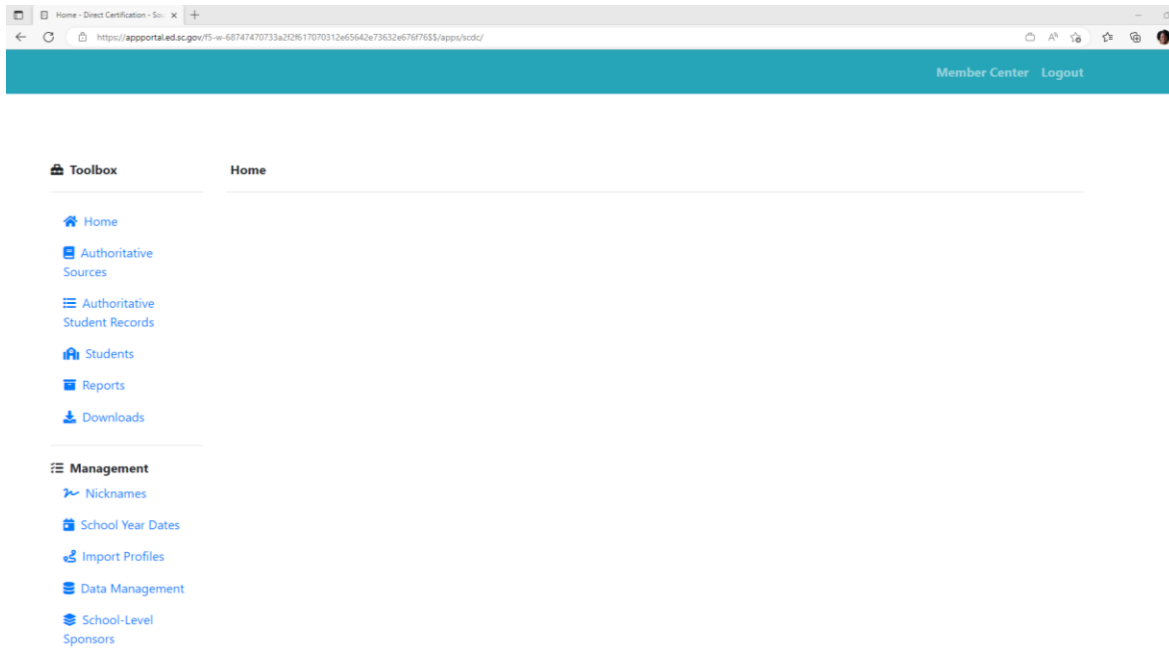 Home - Direct Certification - Sou
https://appportal.ed.sc.gov/f5-w-68747470733a2f2f617070312e65642e73632e676f76$$/apps/scdc/
Member Center Logout
Toolbox
Home
Home
Authoritative
Sources
Authoritative
Student Records
Students
Reports
Downloads
Management
Nicknames
School Year Dates
Import Profiles
Data Management
School-Level
Sponsors